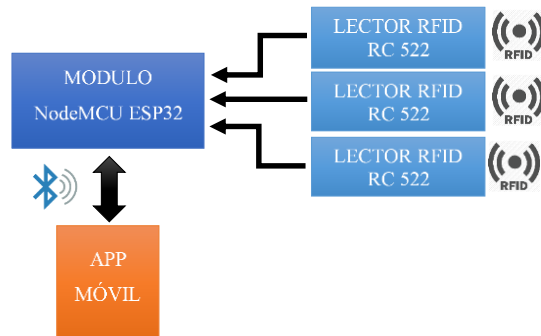 LECTOR RFID
RC 522
RFID
MODULO
NodeMCU ESP32
LECTOR RFID
RC 522
RFID
LECTOR RFID
RC 522
RFID
APP
MÓVIL